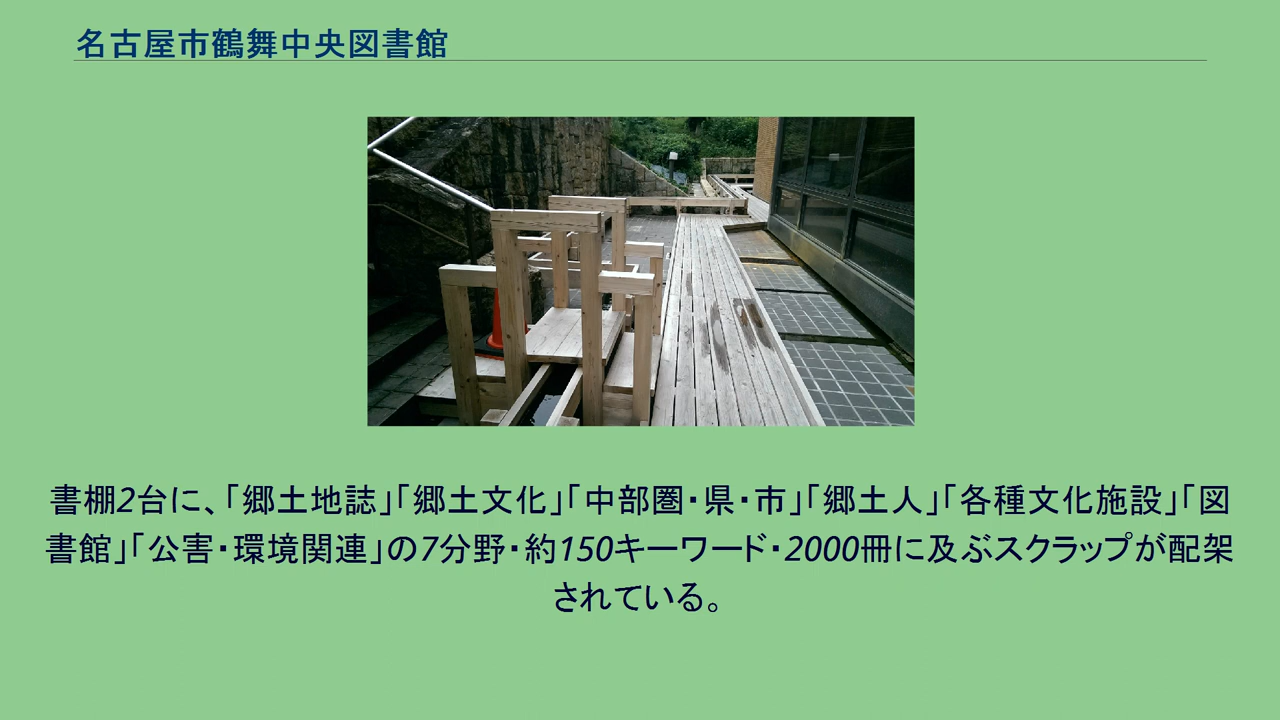 名古屋市鶴舞中央図書館
書棚2台に、「郷土地誌」「郷土文化」「中部圏・県・市」「郷土人」「各種文化施設」「図
書館」「公害・環境関連」の7分野・約150キーワード・2000冊に及ぶスクラップが配架
されている。